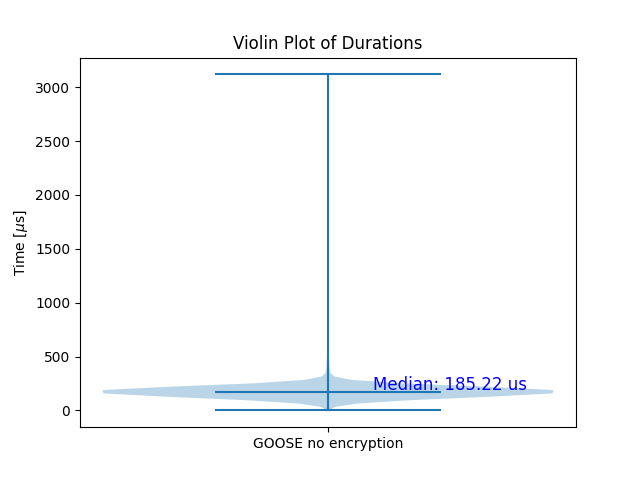 Violin Plot of Durations
Time [μs]
3000
2500
2000
1500
1000
500
0
Median: 185.22 us
GOOSE no encryption